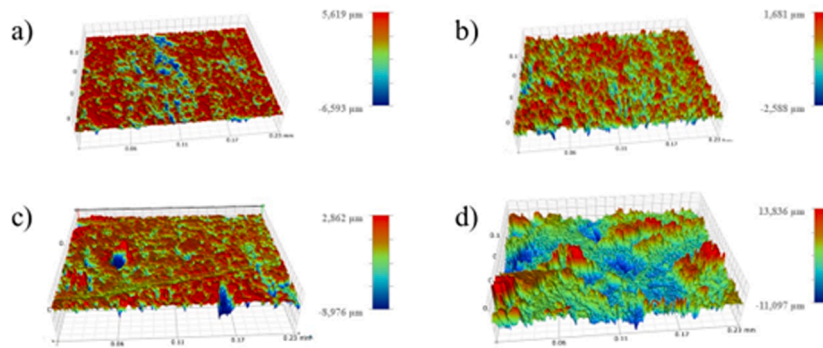 a)
5,619 µm
-6,593 µm
0.06
0.11
0.17
0.23 mm
b)
1,681 µm
-2,588 µm
0.06
0.11
0.17
0.23
c)
2,862 µm
-8,976 µm
0.06
0.11
0.17
0.23 mm
d)
13,836 µm
-11,097 µm
0.06
0.11
0.17
0.23 mm